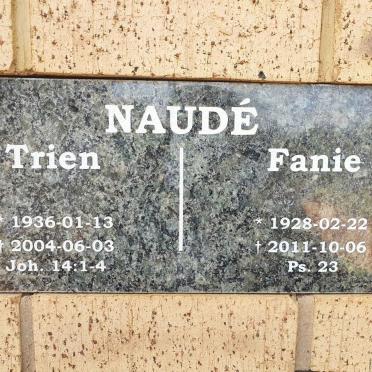 NAUDÉ
Trien
* 1936-01-13
† 2004-06-03
Joh. 14:1-4
Fanie
* 1928-02-22
† 2011-10-06
Ps. 23